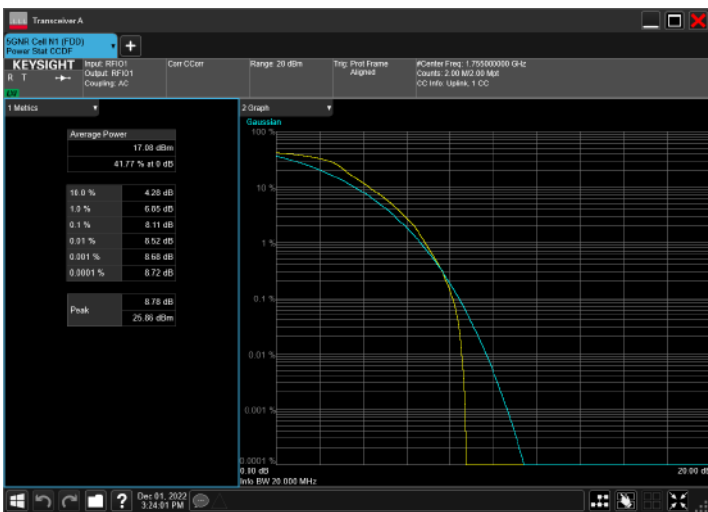 Transceiver A
5GNR Cell N1 (FDD)
Power Stat CCDF
KEYSIGHT
R T
Input: RFIO1
Output: RFIO1
Coupling: AC
Corr CCorr
Range: 20 dBm
Trig: Prot Frame
Aligned
#Center Freq: 1.755000000 GHz
Counts: 2.00 M/2.00 Mpt
CC Info: Uplink, 1 CC
1 Metrics
Average Power
17.08 dBm
41.77 % at 0 dB
10.0 % 4.28 dB
1.0 % 6.85 dB
0.1 % 8.11 dB
0.01 % 8.52 dB
0.001 % 8.68 dB
0.0001 % 8.72 dB
Peak
8.78 dB
25.86 dBm
2 Graph
Gaussian
100 %
10 %
1 %
0.1 %
0.01 %
0.001 %
0.0001 %
0.00 dB
20.00 dB
Info BW 20.000 MHz
Dec 01, 2022
3:24:01 PM